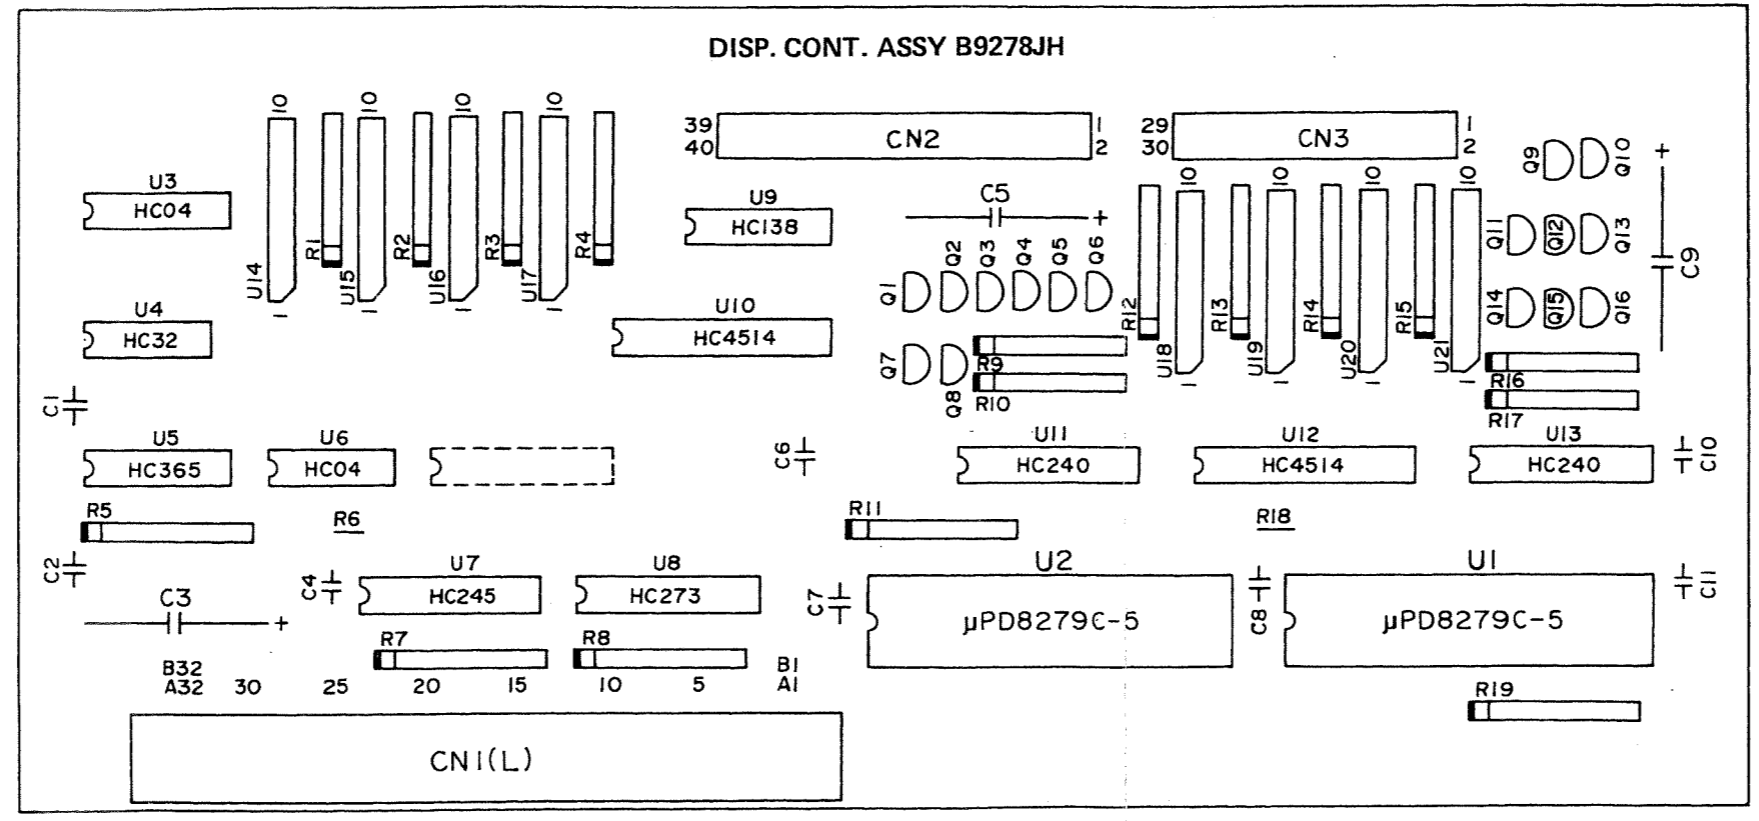 DISP. CONT. ASSY B9278JH
10
10
10
10
39
40
CN2
1
2
29
30
CN3
1
2
Q9
Q10
+
U3
HC04
U14
1
R1
U15
1
R2
U16
1
R3
U17
1
R4
U9
HC138
C5
+
10
10
10
10
Q11
Q12
Q13
C9
Q1
Q2
Q3
Q4
Q5
Q6
R12
U18
1
R13
U19
1
R14
U20
1
R15
U21
1
Q14
Q15
Q16
U4
HC32
U10
HC4514
Q7
Q8
R9
R10
R16
R17
C1
U5
HC365
U6
HC04
C6
U11
HC240
U12
HC4514
U13
HC240
C10
R5
R6
R11
R18
C2
C3
+
C4
U7
HC245
U8
HC273
C7
U2
μPD8279C-5
C8
U1
μPD8279C-5
C11
R7
R8
B32
A32
30
25
20
15
10
5
B1
A1
R19
CN1(L)